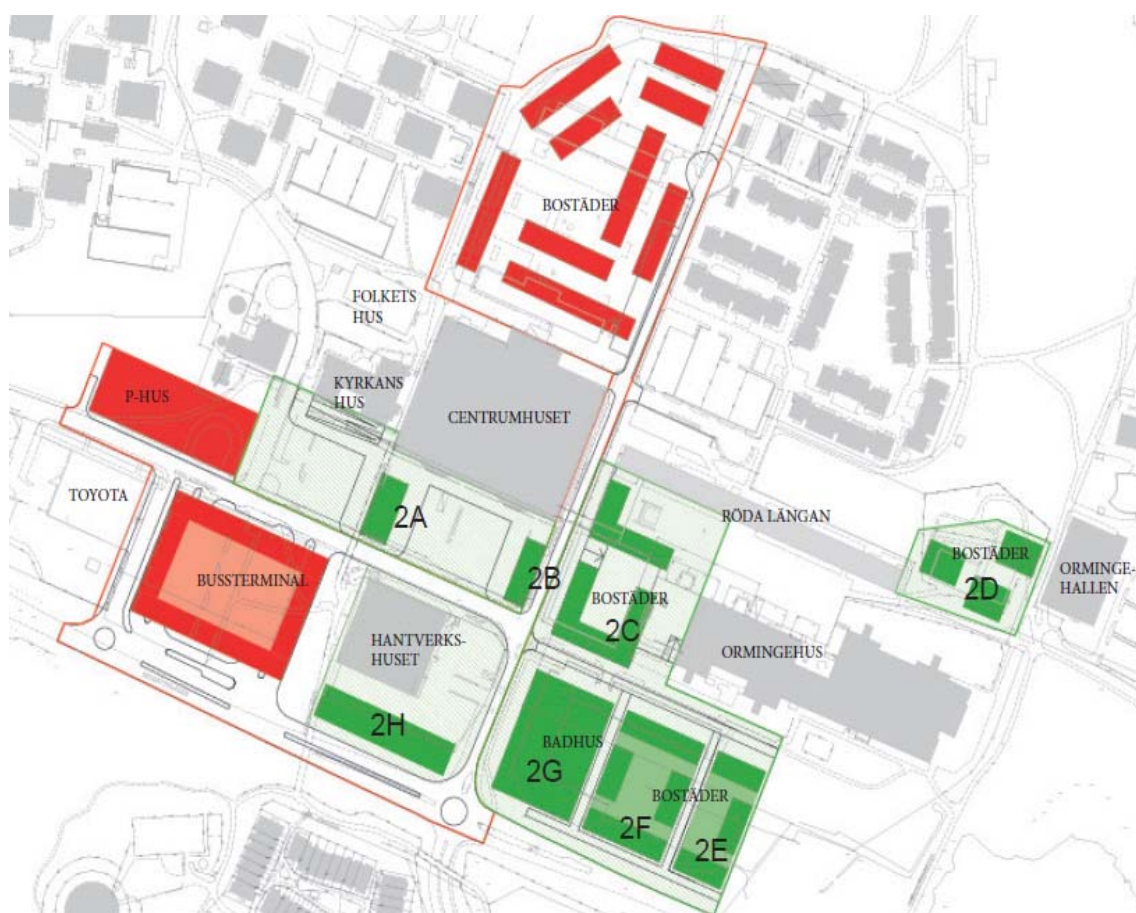 BOSTÄDER
FOLKETS
HUS
KYRKANS
HUS
P-HUS
CENTRUMHUSET
TOYOTA
RÖDA LÄNGAN
2A
BOSTÄDER
2D
ORMINGE-
HALLEN
BUSSTERMINAL
2B
BOSTÄDER
2C
HANTVERKS-
HUSET
ORMINGEHUS
2H
BADHUS
2G
BOSTÄDER
2F
2E